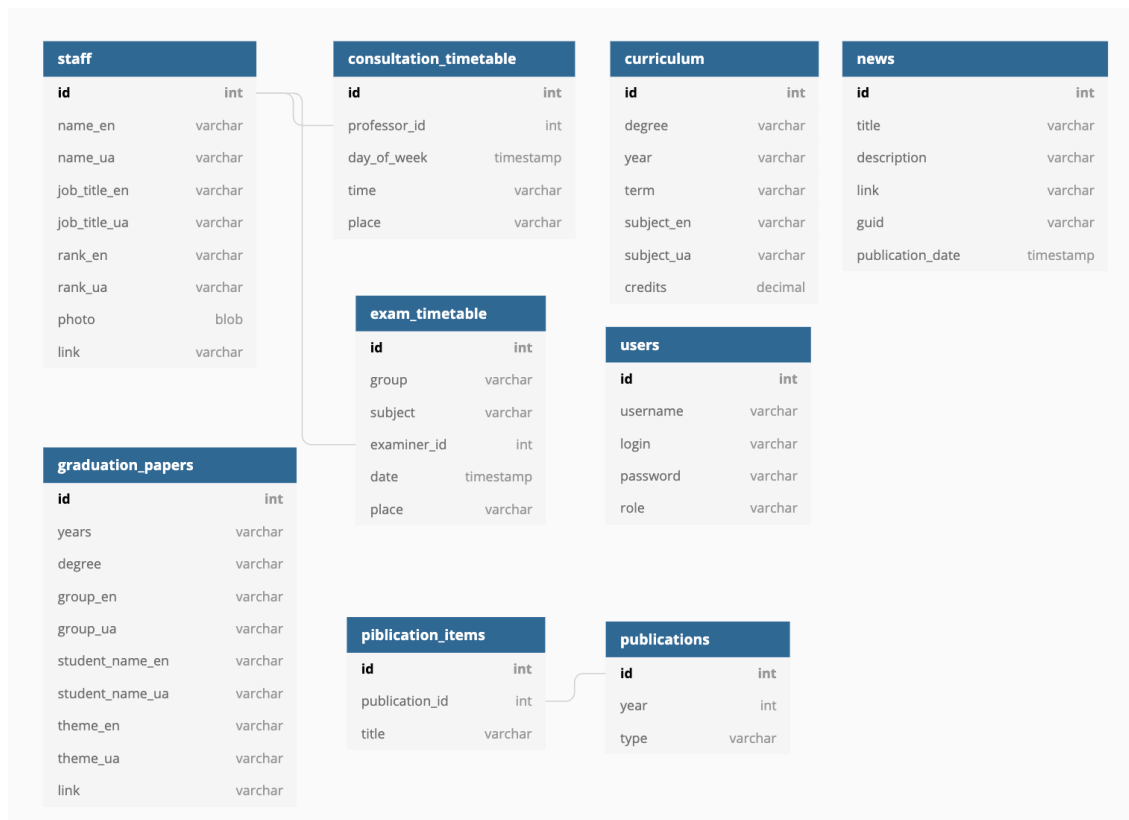 staff
id int
name_en varchar
name_ua varchar
job_title_en varchar
job_title_ua varchar
rank_en varchar
rank_ua varchar
photo blob
link varchar
consultation_timetable
id int
professor_id int
day_of_week timestamp
time varchar
place varchar
curriculum
id int
degree varchar
year varchar
term varchar
subject_en varchar
subject_ua varchar
credits decimal
news
id int
title varchar
description varchar
link varchar
guid varchar
publication_date timestamp
exam_timetable
id int
group varchar
subject varchar
examiner_id int
date timestamp
place varchar
users
id int
username varchar
login varchar
password varchar
role varchar
graduation_papers
id int
years varchar
degree varchar
group_en varchar
group_ua varchar
student_name_en varchar
student_name_ua varchar
theme_en varchar
theme_ua varchar
link varchar
piblication_items
id int
publication_id int
title varchar
publications
id int
year int
type varchar